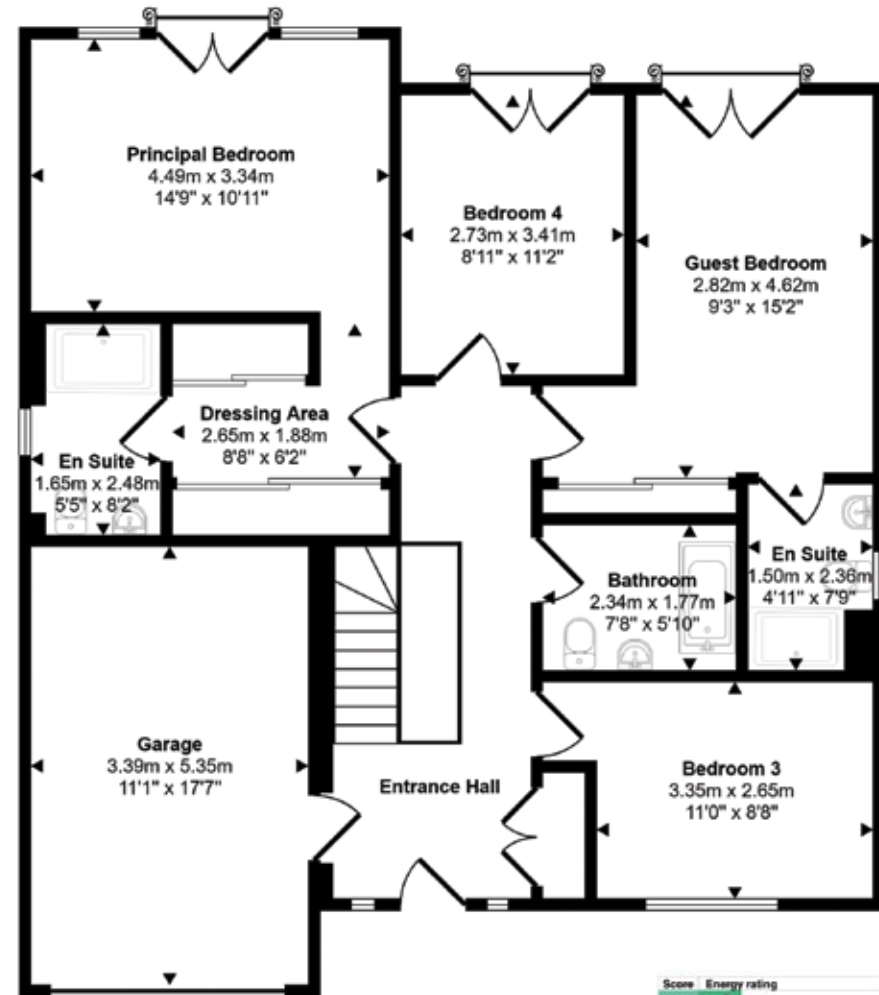 Principal Bedroom
4.49m x 3.34m
14'9" x 10'11"
Bedroom 4
2.73m x 3.41m
8'11" x 11'2"
Guest Bedroom
2.82m x 4.62m
9'3" x 15'2"
Dressing Area
2.65m x 1.88m
8'8" x 6'2"
En Suite
1.65m x 2.48m
5'5" x 8'2"
En Suite
1.50m x 2.36m
4'11" x 7'9"
Bathroom
2.34m x 1.77m
7'8" x 5'10"
Garage
3.39m x 5.35m
11'1" x 17'7"
Entrance Hall
Bedroom 3
3.35m x 2.65m
11'0" x 8'8"
Score Energy rating